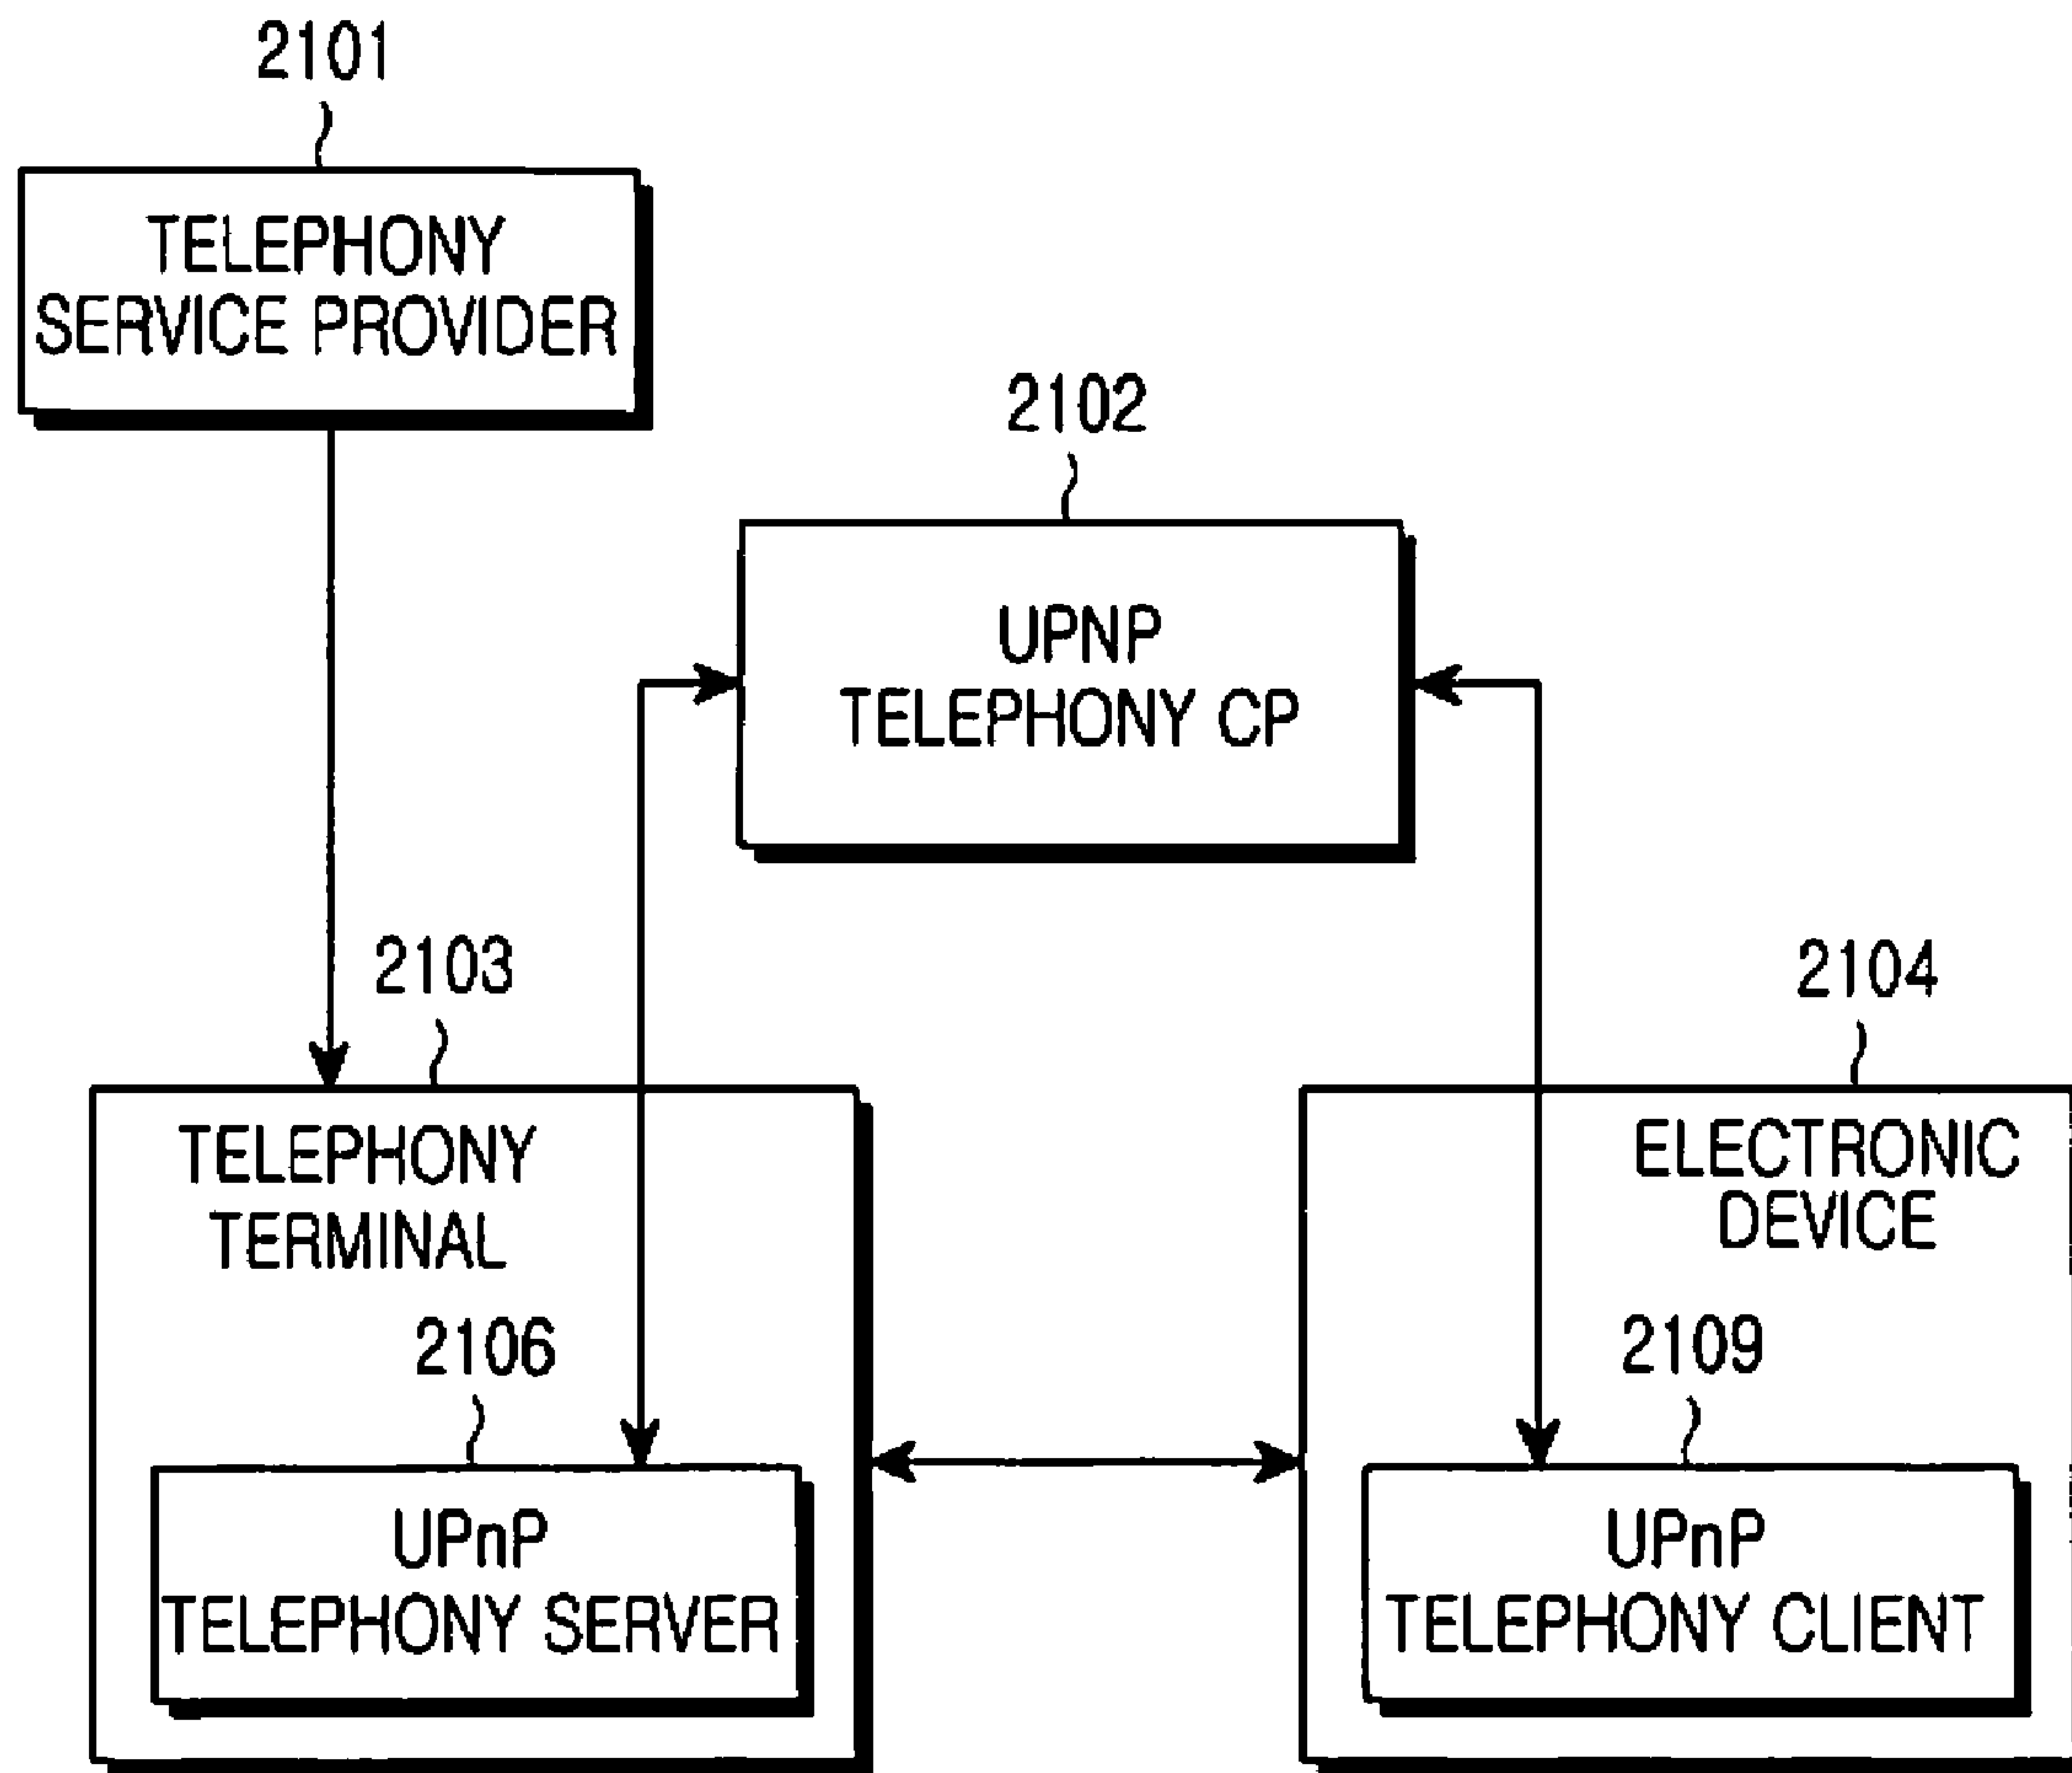 2101
TELEPHONY
SERVICE PROVIDER
2102
UPNP
TELEPHONY CP
2103
TELEPHONY
TERMINAL
2104
ELECTRONIC
DEVICE
2106
UPnP
TELEPHONY SERVER
2109
UPnP
TELEPHONY CLIENT